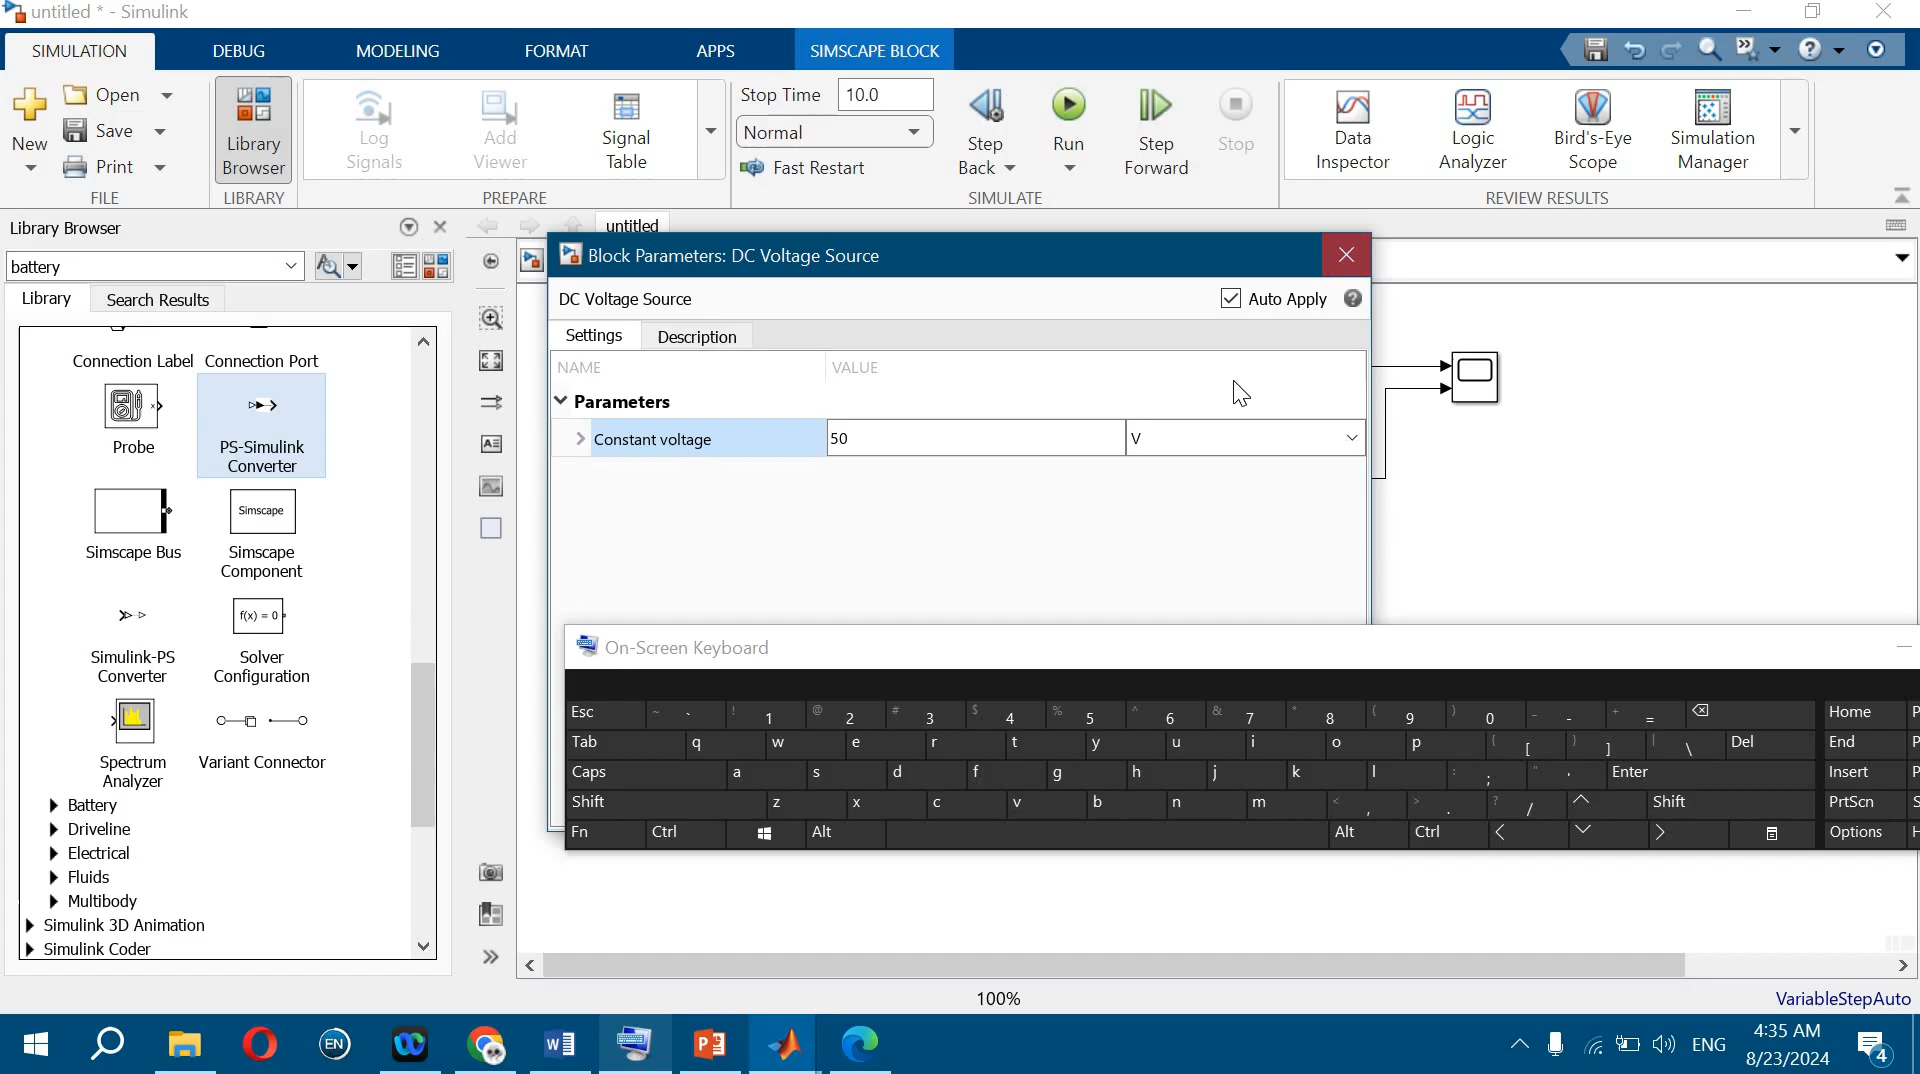 untitled * - Simulink
SIMULATION DEBUG MODELING FORMAT APPS SIMSCAPE BLOCK
New
Open
Save
Print
FILE
Library Browser
LIBRARY
Log Signals
Add Viewer
Signal Table
PREPARE
Stop Time 10.0
Normal
Fast Restart
Step Back
Run
Step Forward
Stop
SIMULATE
Data Inspector
Logic Analyzer
Bird's-Eye Scope
Simulation Manager
REVIEW RESULTS
Library Browser
battery
Library Search Results
Connection Label Connection Port
Probe
PS-Simulink Converter
Simscape Bus
Simscape
Simscape Component
Simulink-PS Converter
f(x) = 0
Solver Configuration
Spectrum Analyzer
Variant Connector
Battery
Driveline
Electrical
Fluids
Multibody
Simulink 3D Animation
Simulink Coder
untitled
Block Parameters: DC Voltage Source
DC Voltage Source Auto Apply
Settings Description
NAME VALUE
Parameters
Constant voltage 50 V
On-Screen Keyboard
Esc ~ ` ! 1 @ 2 # 3 $ 4 % 5 ^ 6 & 7 * 8 ( 9 ) 0 _ - + = Home
Tab q w e r t y u i o p { [ } ] | \ Del End
Caps a s d f g h j k l : ; " ' Enter Insert
Shift z x c v b n m < , > . ? / Shift PrtScn
Fn Ctrl Alt Alt Ctrl Options
100% VariableStepAuto
EN
ENG
4:35 AM
8/23/2024
4